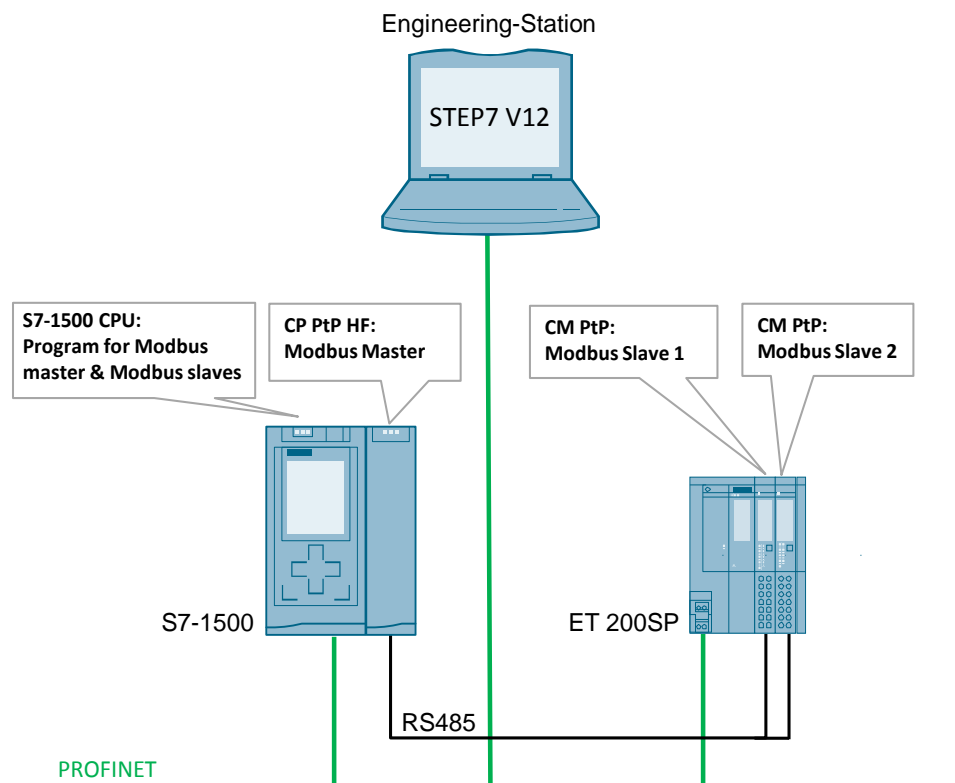 Engineering-Station
STEP7 V12
S7-1500 CPU:
Program for Modbus
master & Modbus slaves
CP PtP HF:
Modbus Master
CM PtP:
Modbus Slave 1
CM PtP:
Modbus Slave 2
S7-1500
ET 200SP
RS485
PROFINET